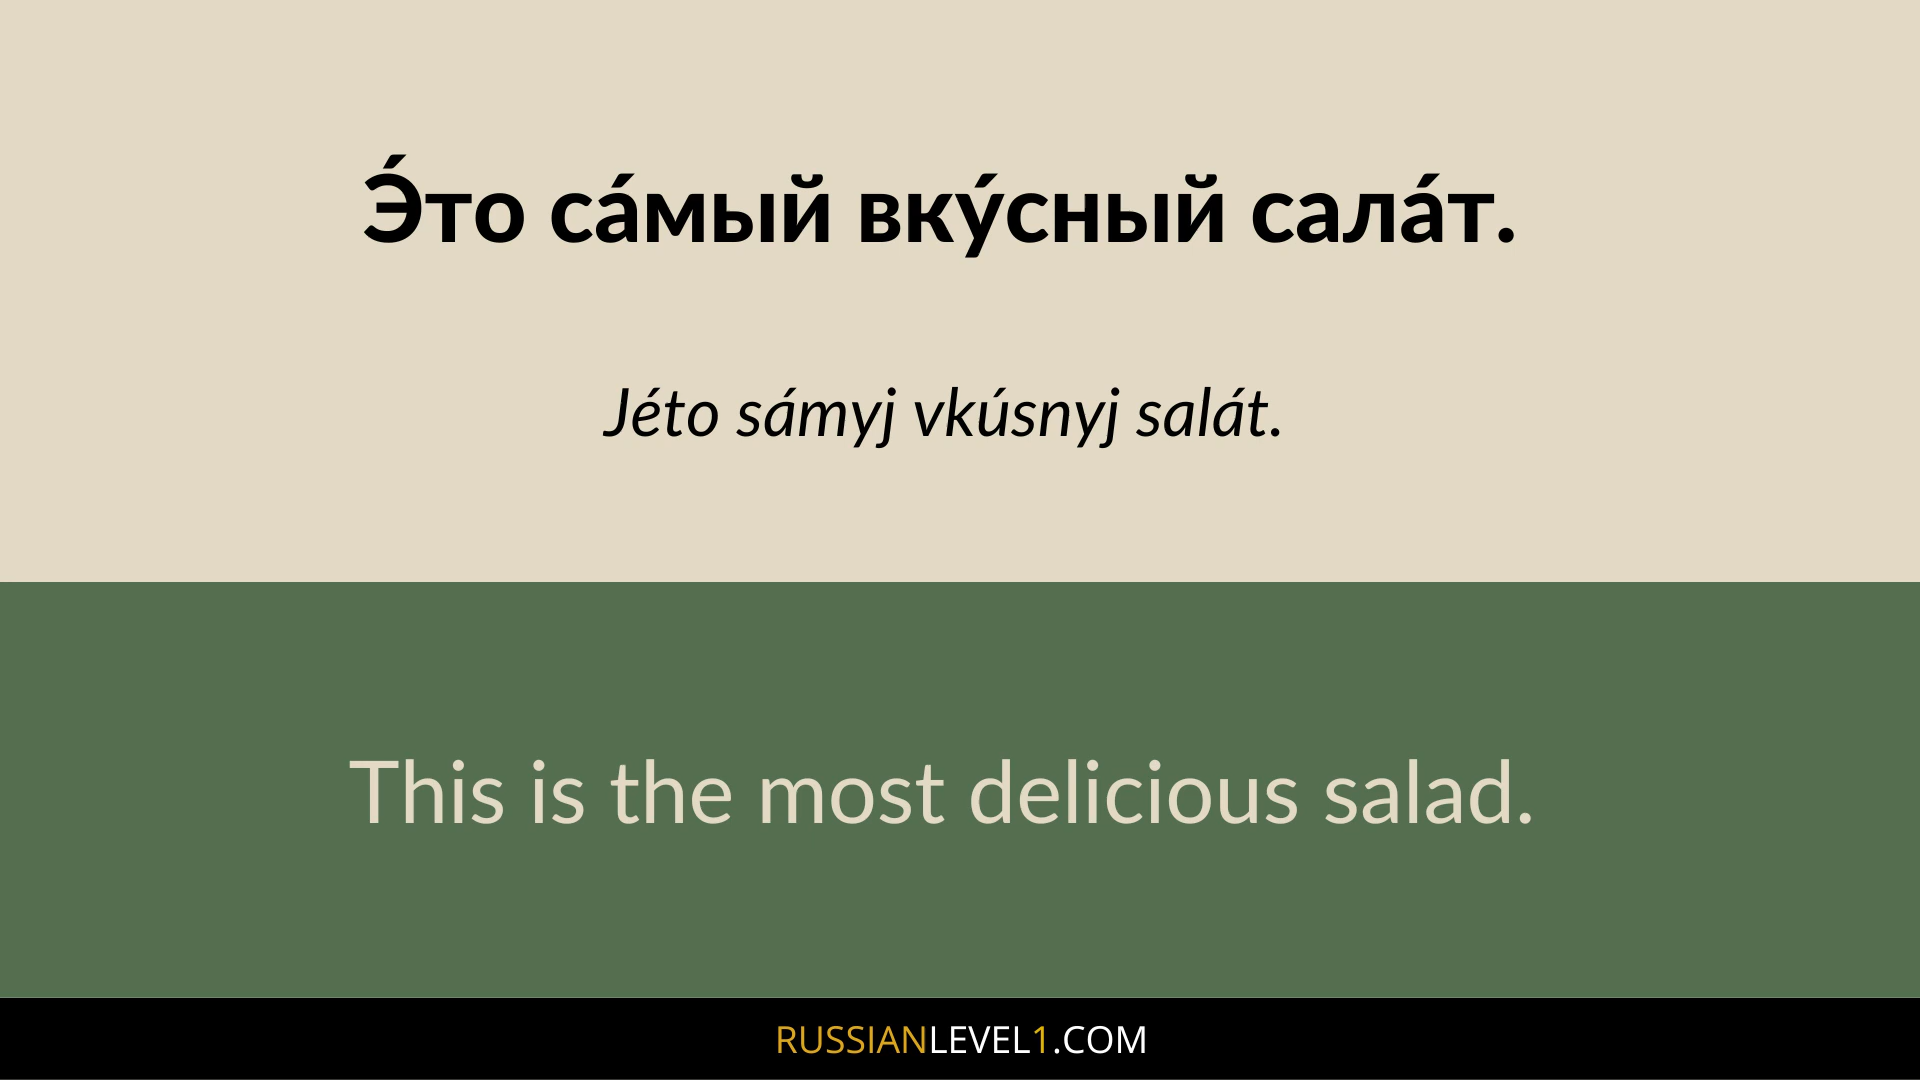 Э́то са́мый вку́сный сала́т.
Jéto sámyj vkúsnyj salát.
This is the most delicious salad.
RUSSIANLEVEL1.COM